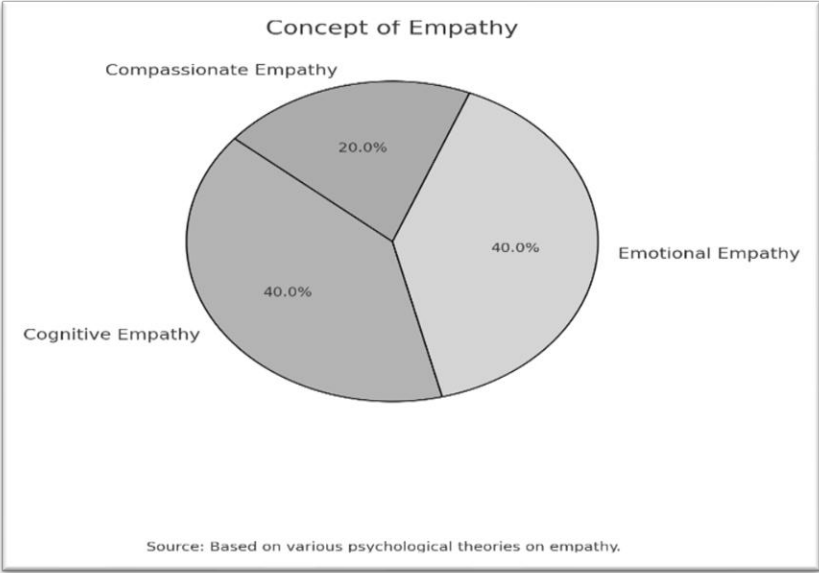 Concept of Empathy
Compassionate Empathy
20.0%
40.0%
Emotional Empathy
40.0%
Cognitive Empathy
Source: Based on various psychological theories on empathy.